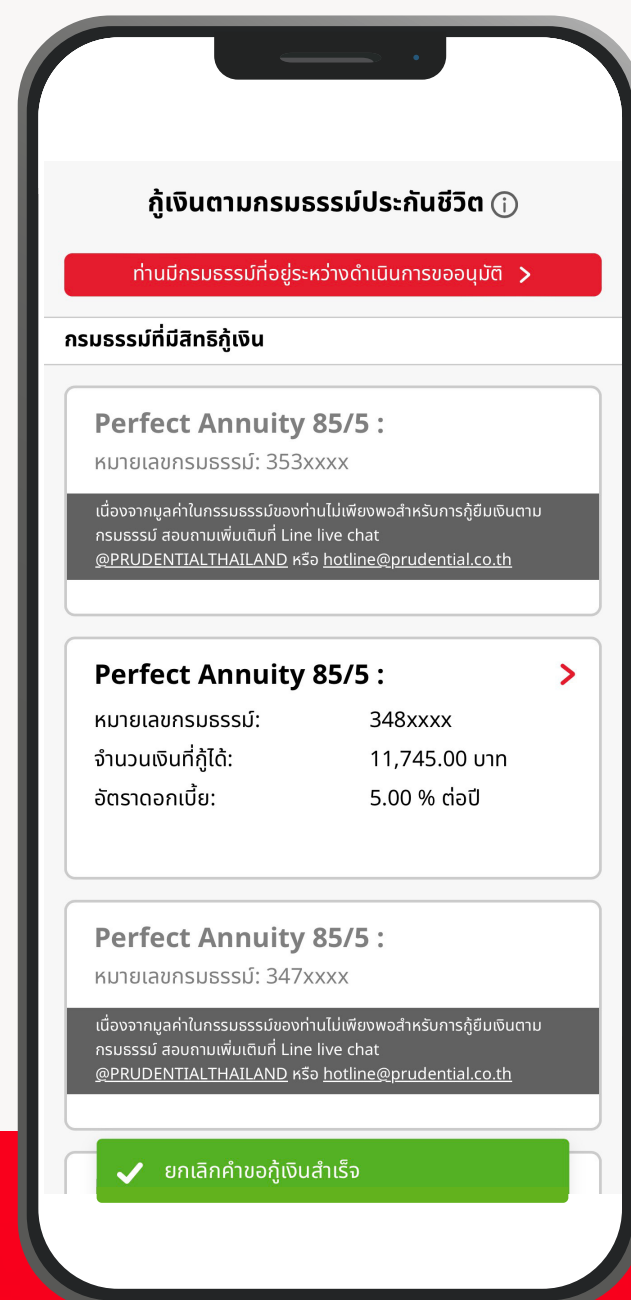 กู้เงินตามกรมธรรม์ประกันชีวิต
ท่านมีกรมธรรม์ที่อยู่ระหว่างดำเนินการขออนุมัติ
กรมธรรม์ที่มีสิทธิกู้เงิน
Perfect Annuity 85/5 :
หมายเลขกรมธรรม์: 353xxxx
เนื่องจากมูลค่าในกรรมธรรม์ของท่านไม่เพียงพอสำหรับการกู้ยืมเงินตาม
กรมธรรม์ สอบถามเพิ่มเติมที่ Line live chat
@PRUDENTIALTHAILAND หรือ hotline@prudential.co.th
Perfect Annuity 85/5 :
หมายเลขกรมธรรม์: 348xxxx
จำนวนเงินที่กู้ได้: 11,745.00 บาท
อัตราดอกเบี้ย: 5.00 % ต่อปี
Perfect Annuity 85/5 :
หมายเลขกรมธรรม์: 347xxxx
เนื่องจากมูลค่าในกรรมธรรม์ของท่านไม่เพียงพอสำหรับการกู้ยืมเงินตาม
กรมธรรม์ สอบถามเพิ่มเติมที่ Line live chat
@PRUDENTIALTHAILAND หรือ hotline@prudential.co.th
ยกเลิกคำขอกู้เงินสำเร็จ